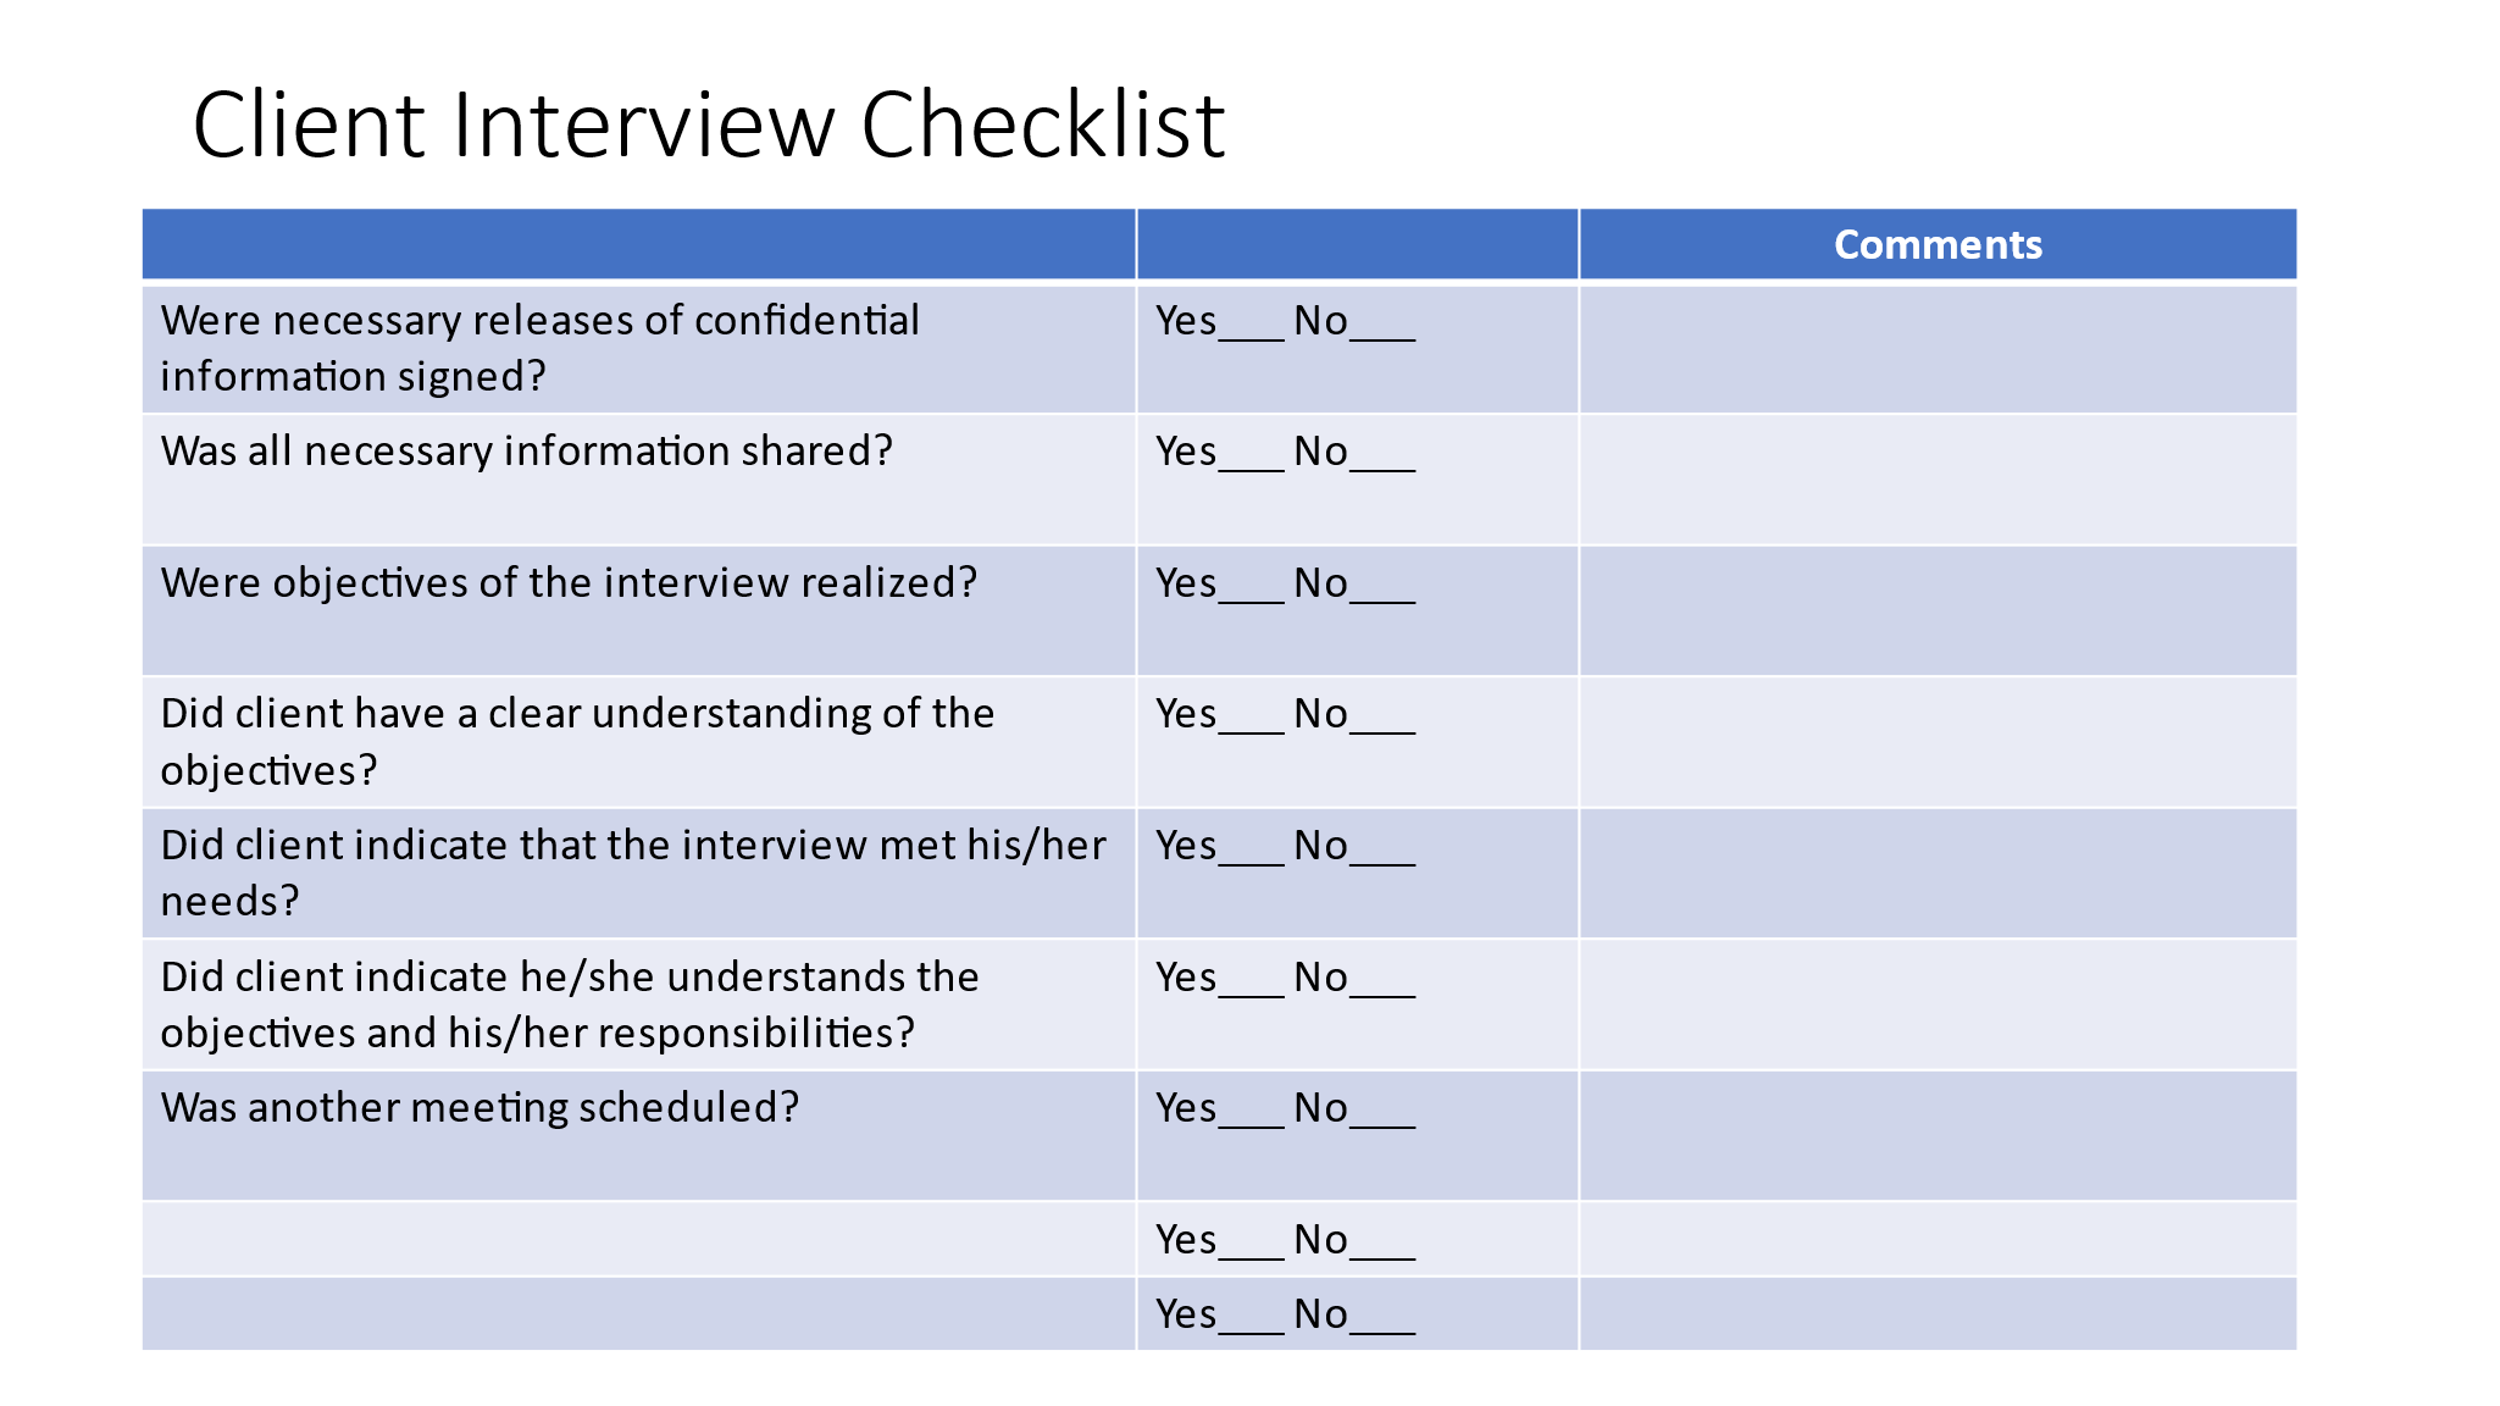 Client Interview Checklist
Comments
Were necessary releases of confidential
information signed?
Yes___ No___
Was all necessary information shared?
Yes___ No___
Were objectives of the interview realized?
Yes___ No___
Did client have a clear understanding of the
objectives?
Yes___ No___
Did client indicate that the interview met his/her
needs?
Yes___ No___
Did client indicate he/she understands the
objectives and his/her responsibilities?
Yes___ No___
Was another meeting scheduled?
Yes___ No___
Yes___ No___
Yes___ No___